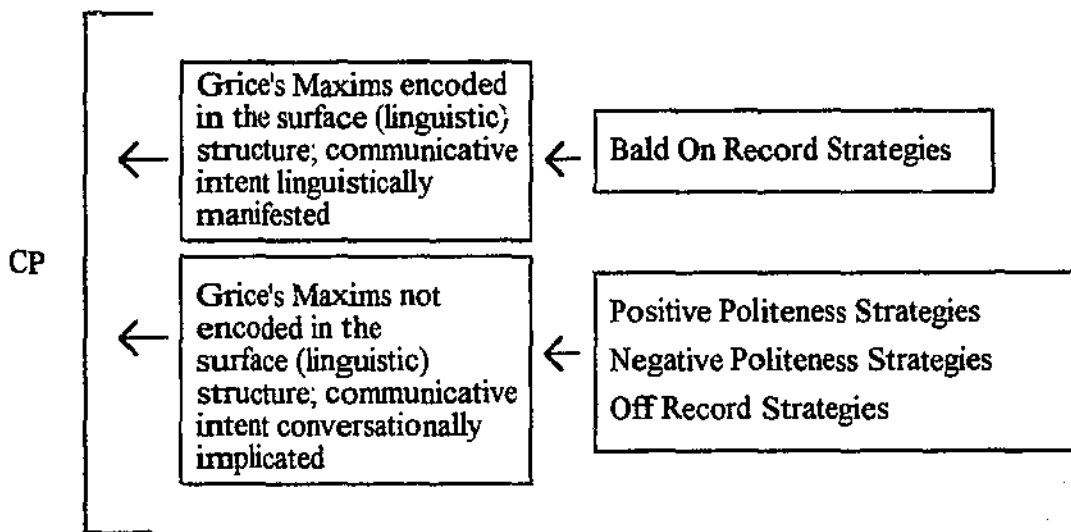 Grice's Maxims encoded
in the surface (linguistic)
structure; communicative
intent linguistically
manifested
Bald On Record Strategies
CP
Grice's Maxims not
encoded in the
surface (linguistic)
structure; communicative
intent conversationally
implicated
Positive Politeness Strategies
Negative Politeness Strategies
Off Record Strategies